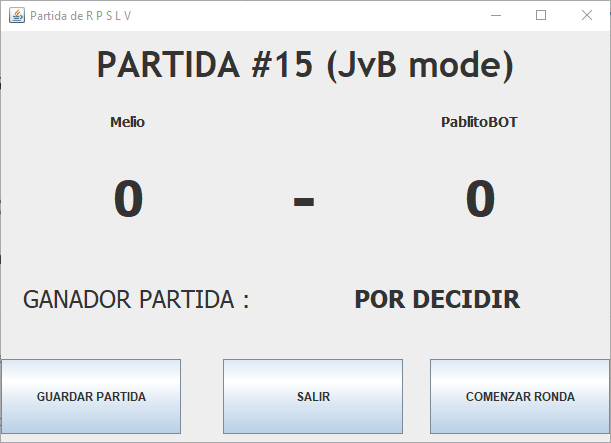 Partida de R P S L V
PARTIDA #15 (JvB mode)
Melio PablitoBOT
0 - 0
GANADOR PARTIDA : POR DECIDIR
GUARDAR PARTIDA SALIR COMENZAR RONDA